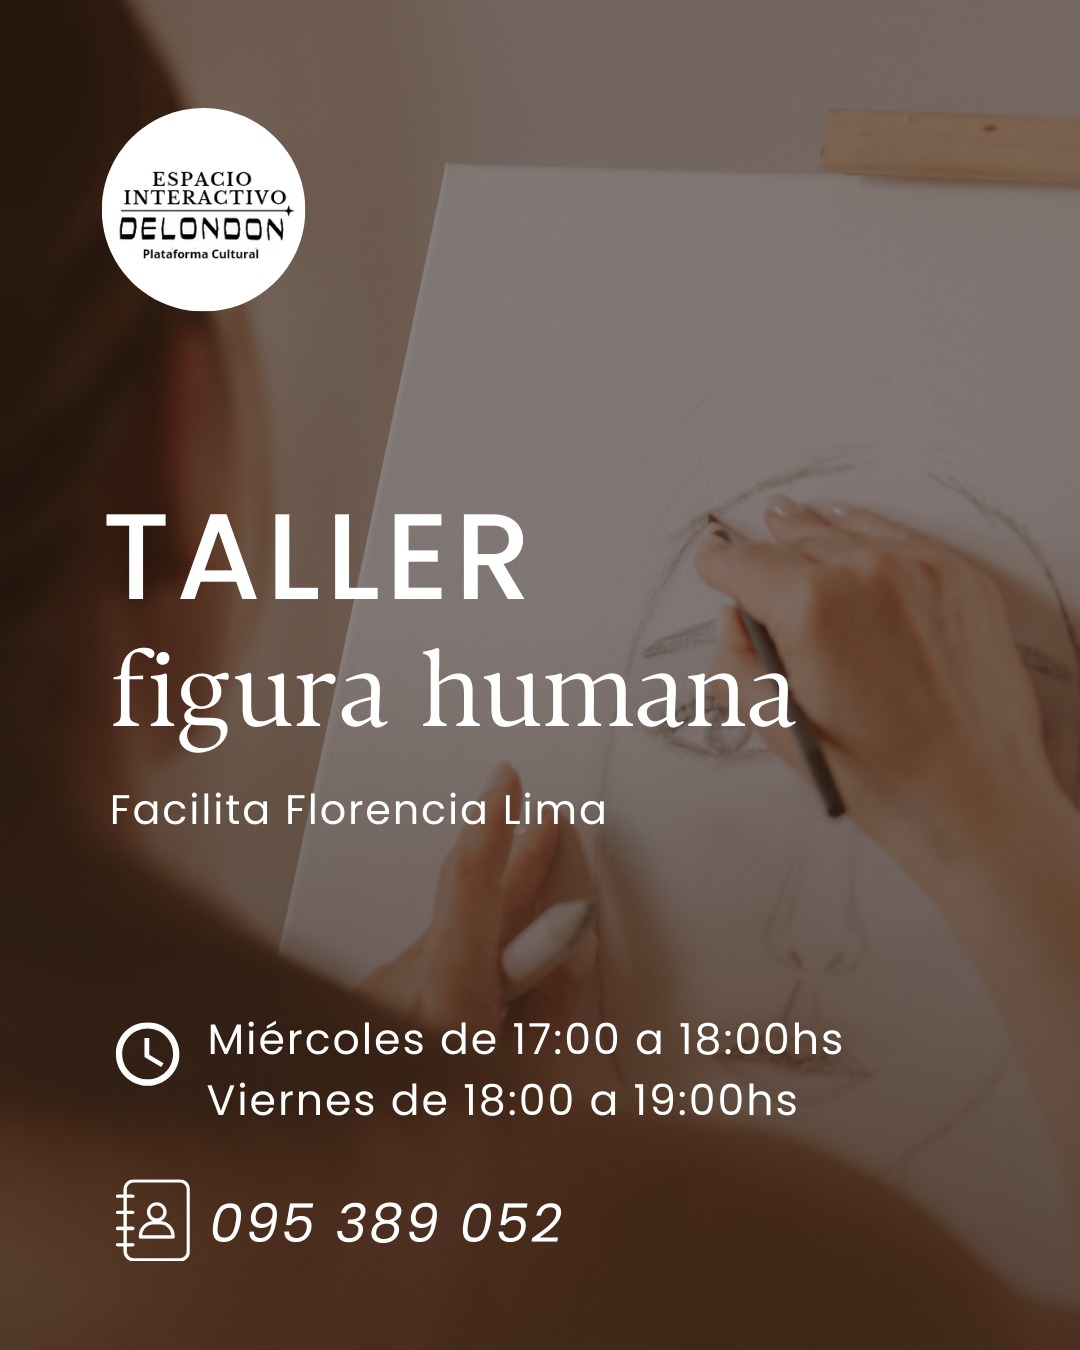 ESPACIO
INTERACTIVO
DELONDON
Plataforma Cultural
TALLER
figura humana
Facilita Florencia Lima
Miércoles de 17:00 a 18:00hs
Viernes de 18:00 a 19:00hs
095 389 052